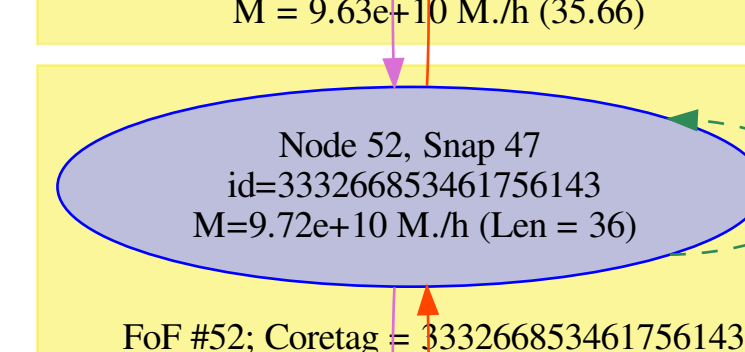 M = 9.63e+10 M./h (35.66)
Node 52, Snap 47
id=333266853461756143
M=9.72e+10 M./h (Len = 36)
FoF #52; Coretag = 333266853461756143